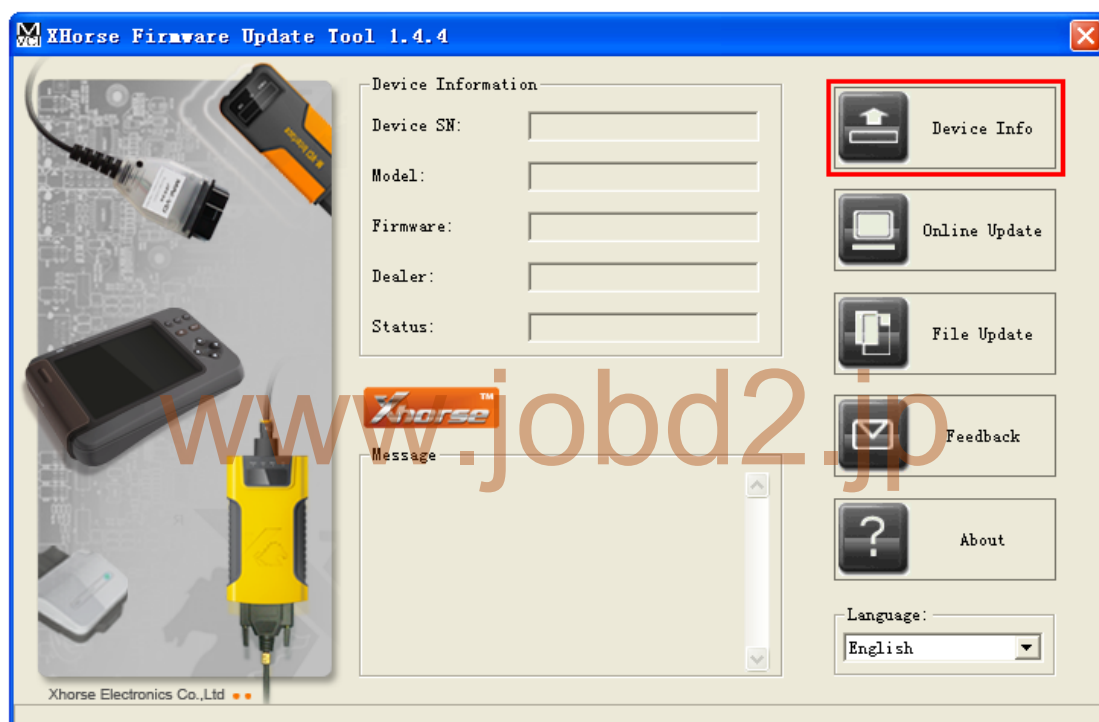 XHorse Firmware Update Tool 1.4.4
Device Information
Device SN:
Model:
Firmware:
Dealer:
Status:
Xhorse™
Message
Device Info
Online Update
File Update
Feedback
About
Language:
English
Xhorse Electronics Co.,Ltd
www.jobd2.jp